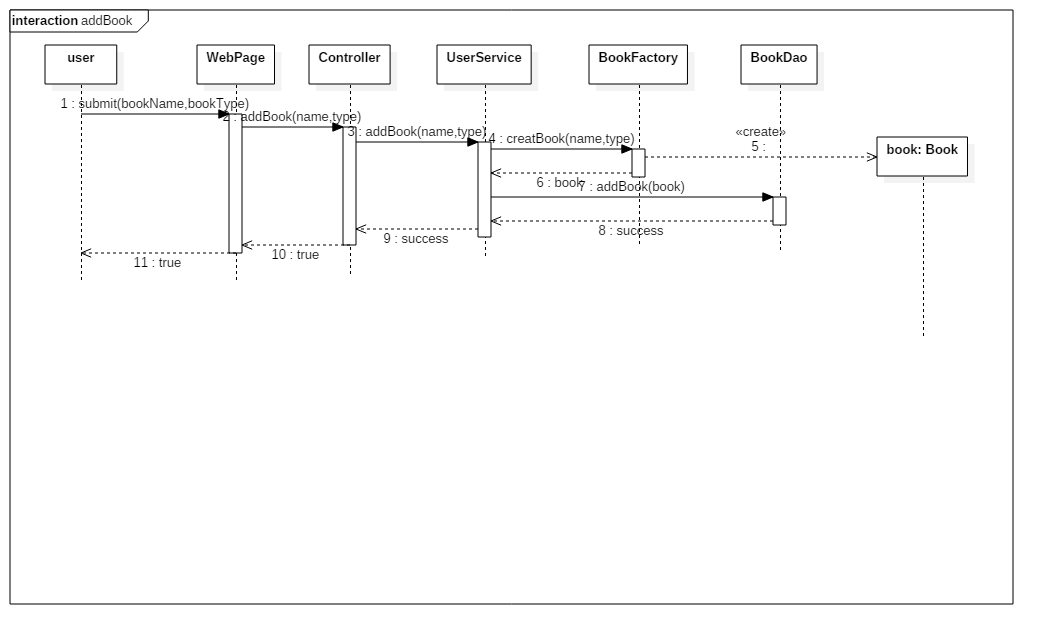 interaction addBook
user
WebPage
Controller
UserService
BookFactory
BookDao
1 : submit(bookName,bookType)
2 : addBook(name,type)
3 : addBook(name,type)
4 : creatBook(name,type)
«create»
5 :
book: Book
6 : book
7 : addBook(book)
8 : success
9 : success
10 : true
11 : true